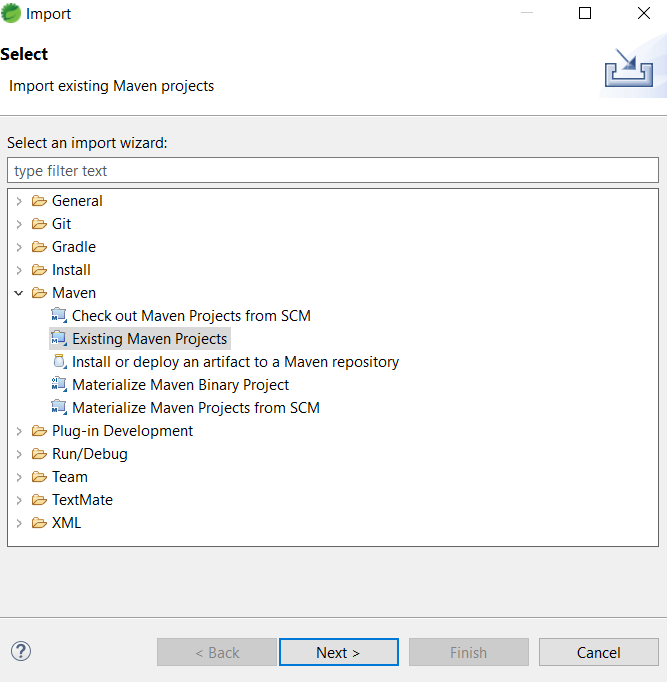 Import
Select
Import existing Maven projects
Select an import wizard:
type filter text
General
Git
Gradle
Install
Maven
Check out Maven Projects from SCM
Existing Maven Projects
Install or deploy an artifact to a Maven repository
Materialize Maven Binary Project
Materialize Maven Projects from SCM
Plug-in Development
Run/Debug
Team
TextMate
XML
? < Back Next > Finish Cancel